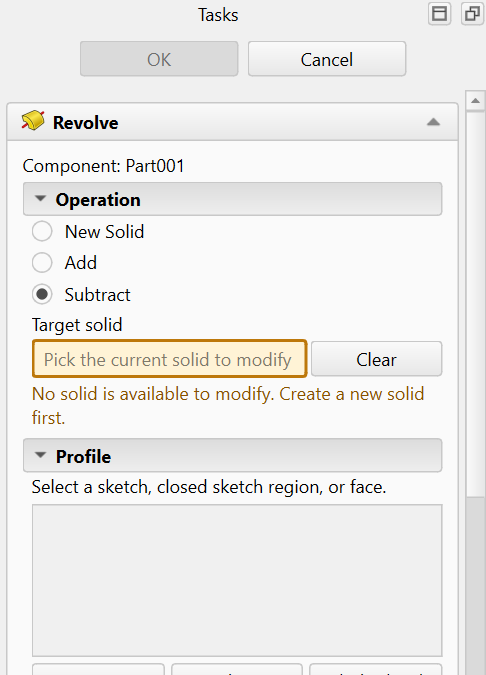 Tasks
OK
Cancel
Revolve
Component: Part001
Operation
New Solid
Add
Subtract
Target solid
Pick the current solid to modify
Clear
No solid is available to modify. Create a new solid
first.
Profile
Select a sketch, closed sketch region, or face.